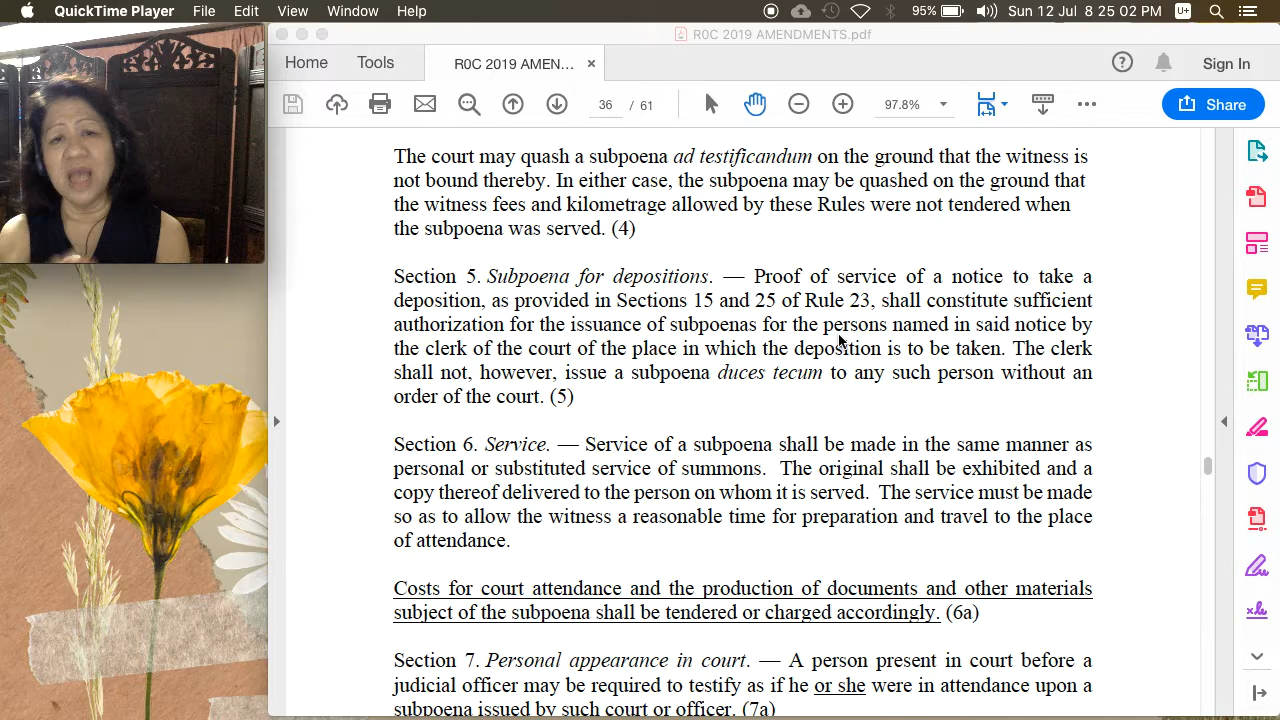 QuickTime Player File Edit View Window Help 95% Sun 12 Jul 8 25 02 PM U+
R0C 2019 AMENDMENTS.pdf
Home Tools R0C 2019 AMEN... × Sign In
36 / 61 97.8% Share
The court may quash a subpoena ad testificandum on the ground that the witness is
not bound thereby. In either case, the subpoena may be quashed on the ground that
the witness fees and kilometrage allowed by these Rules were not tendered when
the subpoena was served. (4)
Section 5. Subpoena for depositions. — Proof of service of a notice to take a
deposition, as provided in Sections 15 and 25 of Rule 23, shall constitute sufficient
authorization for the issuance of subpoenas for the persons named in said notice by
the clerk of the court of the place in which the deposition is to be taken. The clerk
shall not, however, issue a subpoena duces tecum to any such person without an
order of the court. (5)
Section 6. Service. — Service of a subpoena shall be made in the same manner as
personal or substituted service of summons. The original shall be exhibited and a
copy thereof delivered to the person on whom it is served. The service must be made
so as to allow the witness a reasonable time for preparation and travel to the place
of attendance.
Costs for court attendance and the production of documents and other materials
subject of the subpoena shall be tendered or charged accordingly. (6a)
Section 7. Personal appearance in court. — A person present in court before a
judicial officer may be required to testify as if he or she were in attendance upon a
subpoena issued by such court or officer. (7a)